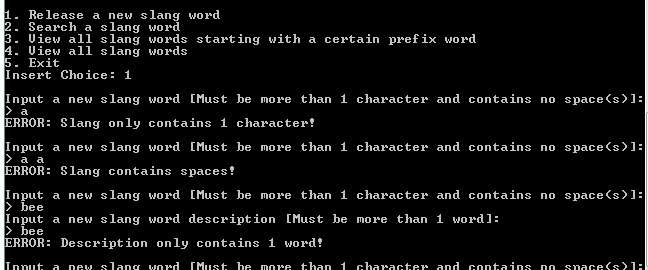 1. Release a new slang word
2. Search a slang word
3. View all slang words starting with a certain prefix word
4. View all slang words
5. Exit
Insert Choice: 1
Input a new slang word [Must be more than 1 character and contains no space(s)]:
> a
ERROR: Slang only contains 1 character!
Input a new slang word [Must be more than 1 character and contains no space(s)]:
> a a
ERROR: Slang contains spaces!
Input a new slang word [Must be more than 1 character and contains no space(s)]:
> bee
Input a new slang word description [Must be more than 1 word]:
> bee
ERROR: Description only contains 1 word!
Input a new slang word [Must be more than 1 character and contains no space(s)]: